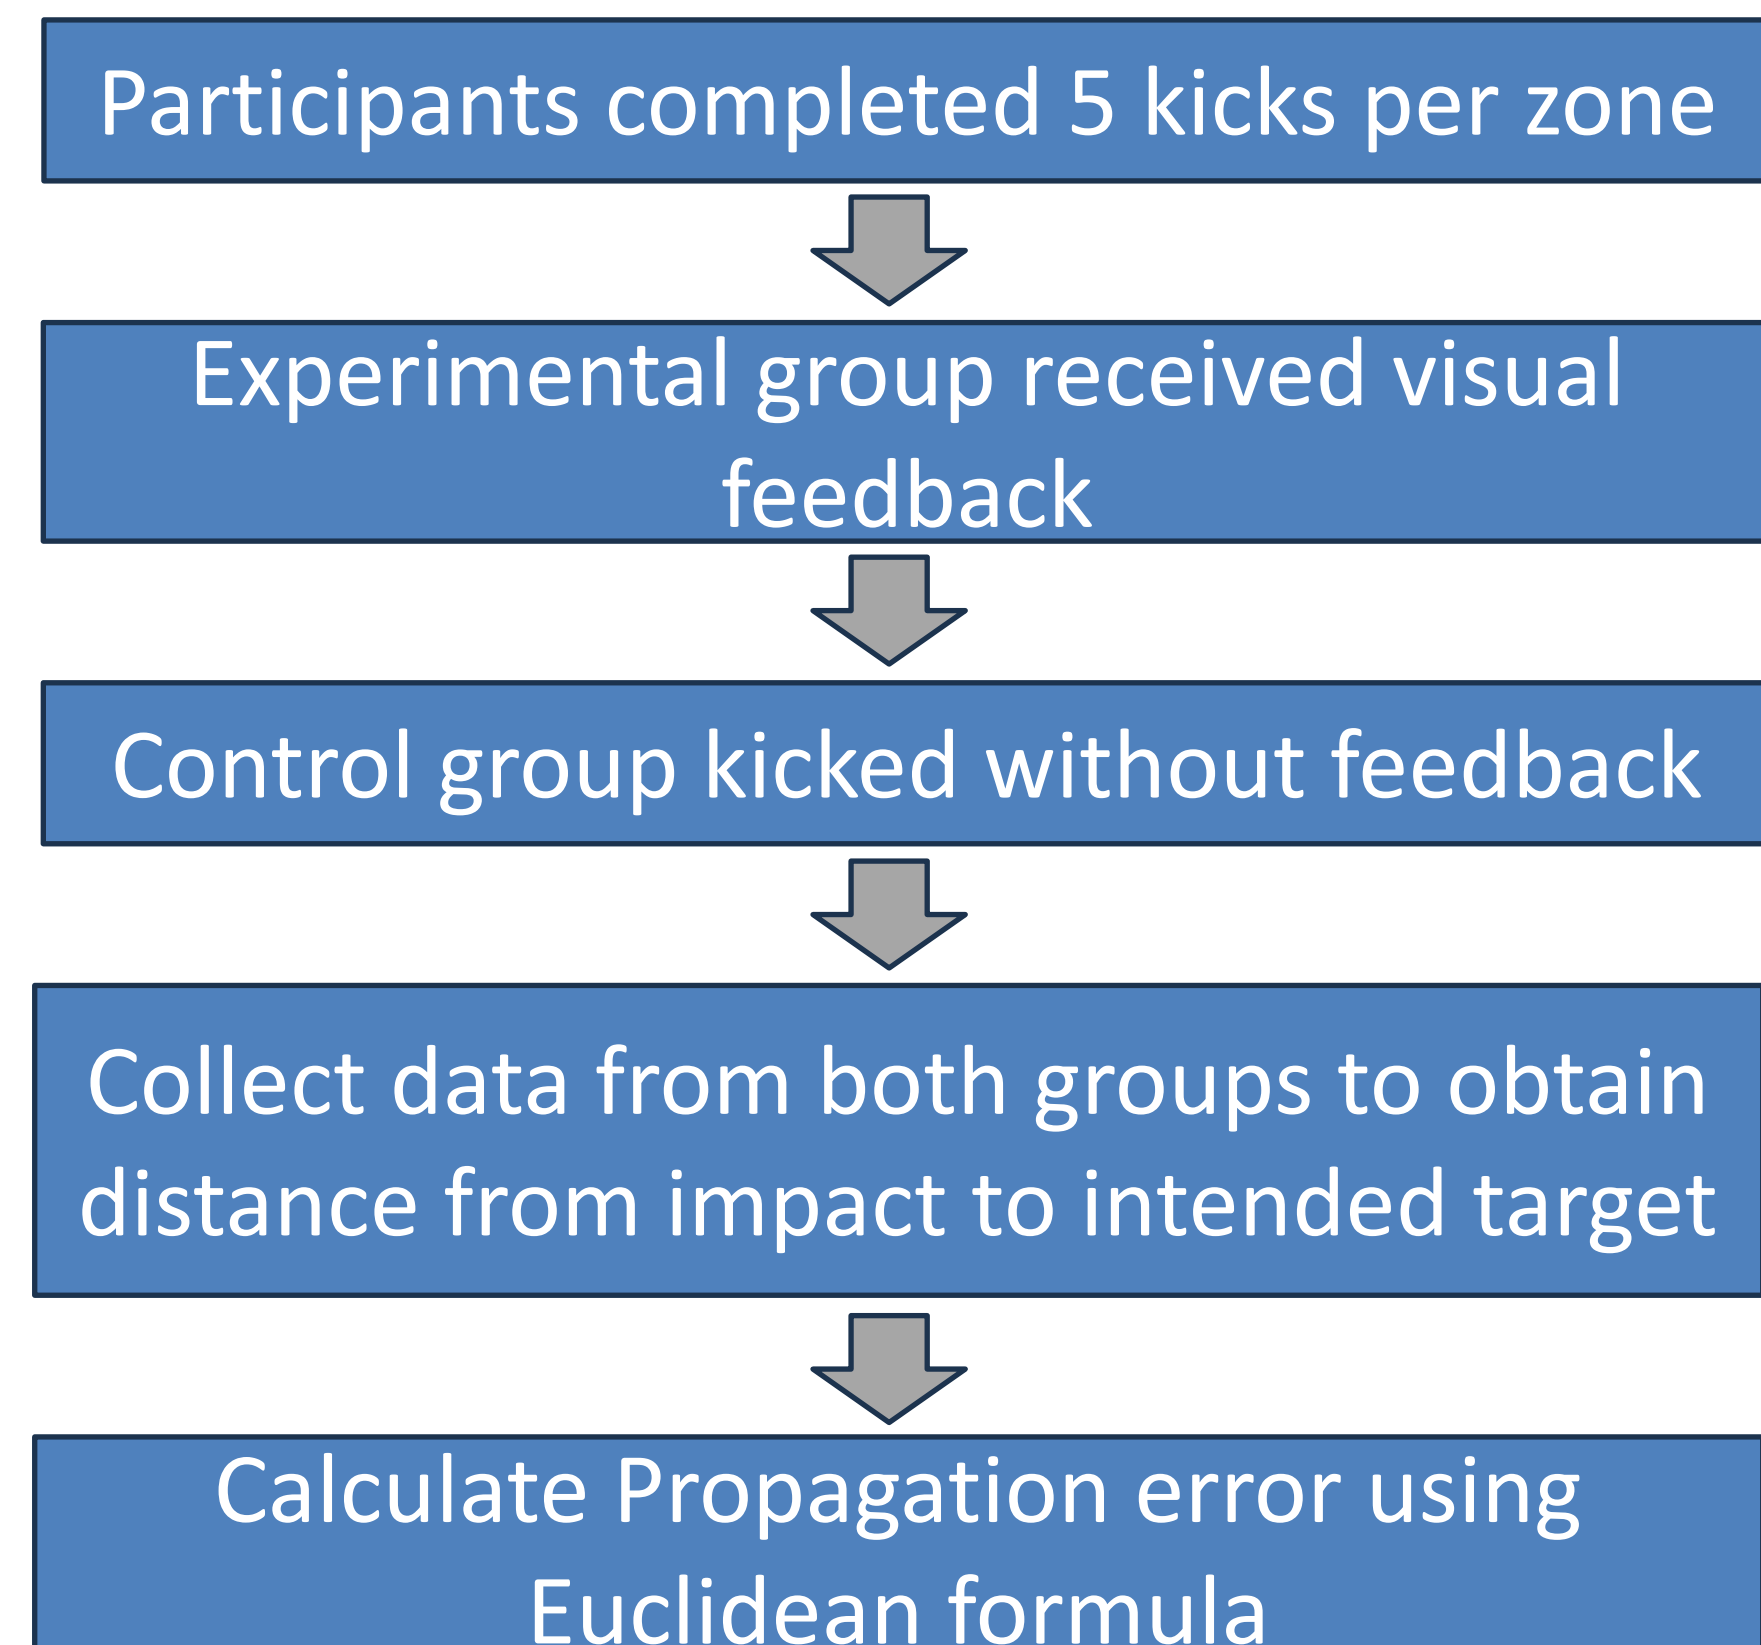 Participants completed 5 kicks per zone
Experimental group received visual
feedback
Control group kicked without feedback
Collect data from both groups to obtain
distance from impact to intended target
Calculate Propagation error using
Euclidean formula